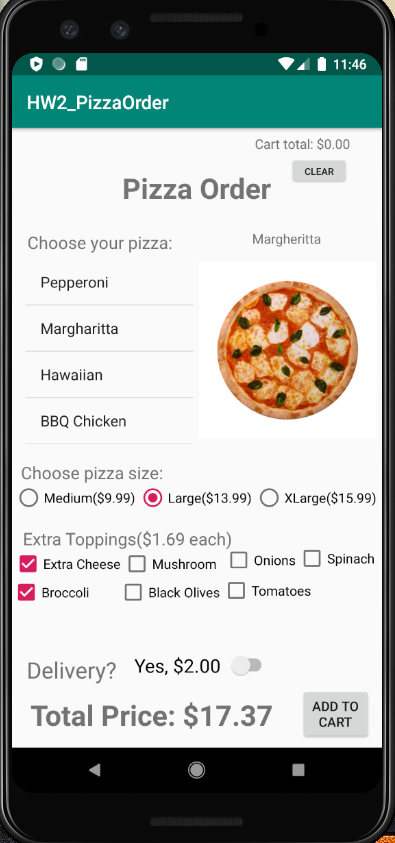 11:46
HW2_PizzaOrder
Cart total: $0.00
CLEAR
Pizza Order
Choose your pizza:
Margheritta
Pepperoni
Margharitta
Hawaiian
BBQ Chicken
Choose pizza size:
Medium($9.99) Large($13.99) XLarge($15.99)
Extra Toppings($1.69 each)
Extra Cheese Mushroom Onions Spinach
Broccoli Black Olives Tomatoes
Delivery? Yes, $2.00
Total Price: $17.37
ADD TO
CART